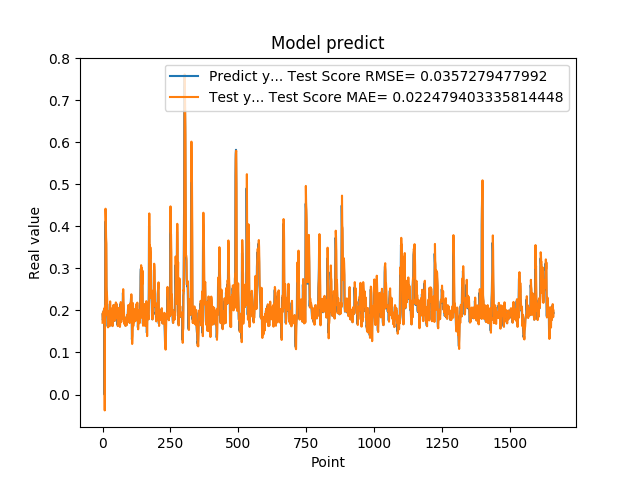 Model predict
Predict y... Test Score RMSE= 0.0357279477992
Test y... Test Score MAE= 0.022479403335814448
Real value
0.8
0.7
0.6
0.5
0.4
0.3
0.2
0.1
0.0
0 250 500 750 1000 1250 1500
Point